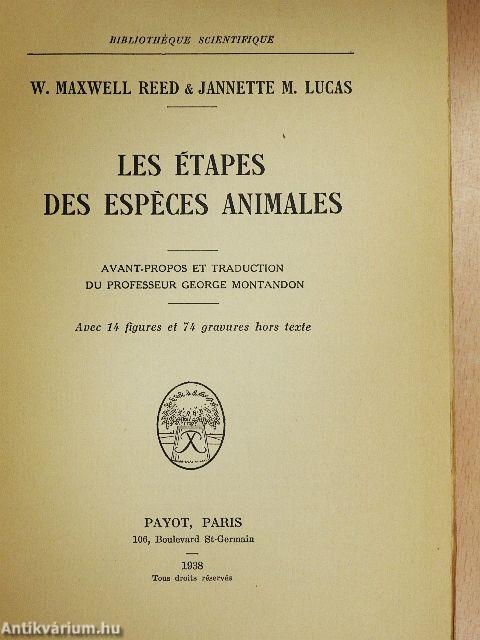 BIBLIOTHÈQUE SCIENTIFIQUE
W. MAXWELL REED & JANNETTE M. LUCAS
LES ÉTAPES
DES ESPÈCES ANIMALES
AVANT-PROPOS ET TRADUCTION
DU PROFESSEUR GEORGE MONTANDON
Avec 14 figures et 74 gravures hors texte
PAYOT, PARIS
106, Boulevard St-Germain
1938
Tous droits réservés
Antikvárium.hu